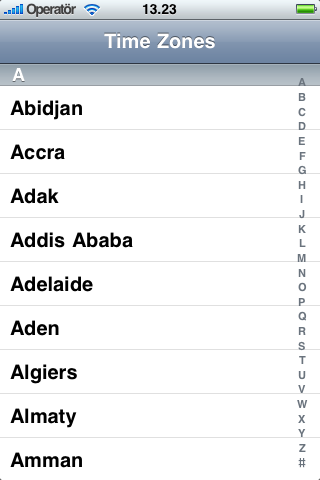 Operatör 13.23
Time Zones
A
Abidjan
Accra
Adak
Addis Ababa
Adelaide
Aden
Algiers
Almaty
Amman
A
B
C
D
E
F
G
H
I
J
K
L
M
N
O
P
Q
R
S
T
U
V
W
X
Y
Z
#